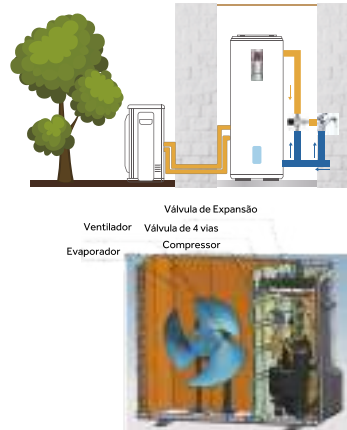 Válvula de Expansão
Ventilador Válvula de 4 vias
Evaporador Compressor